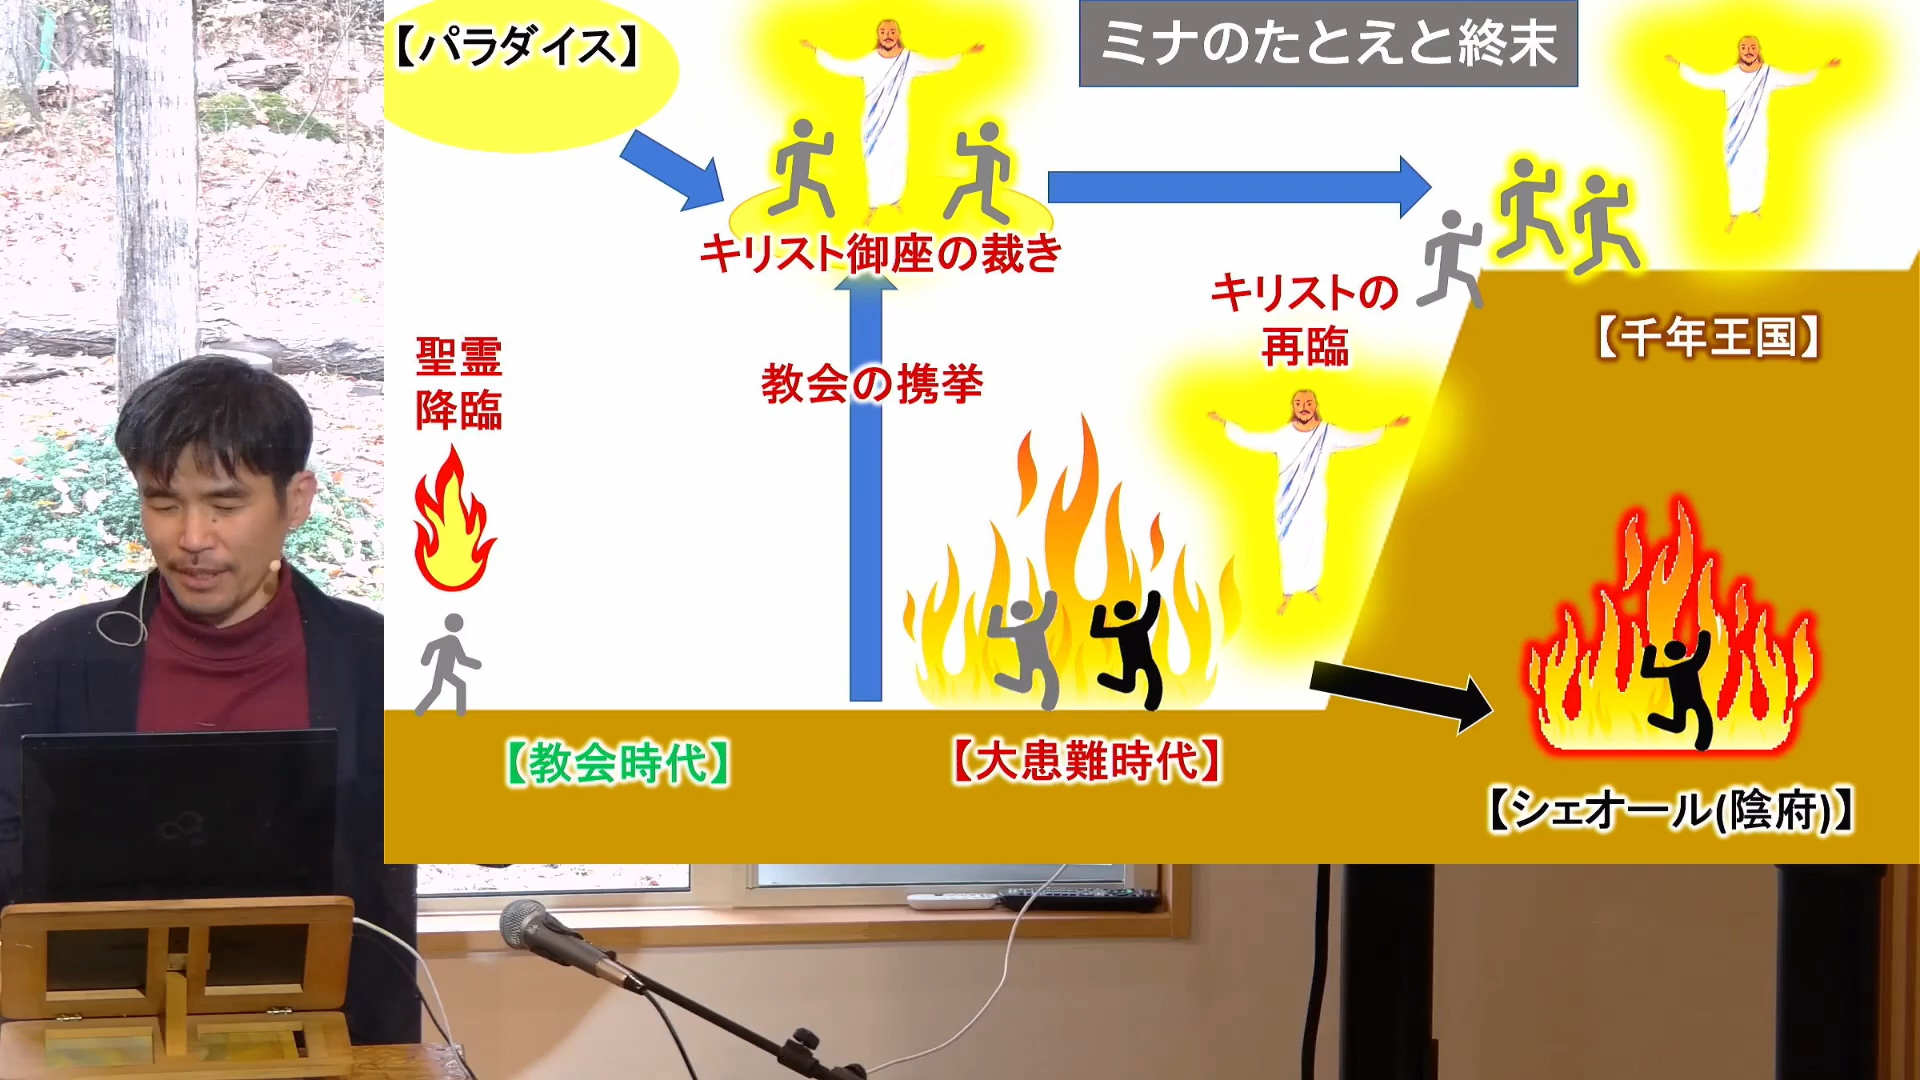 【パラダイス】
ミナのたとえと終末
キリスト御座の裁き
キリストの
再臨
【千年王国】
聖霊
降臨
教会の携挙
【教会時代】
【大患難時代】
【シェオール(陰府)】